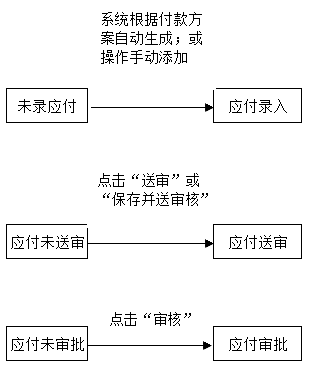 系统根据付款方
案自动生成；或
操作手动添加
未录应付
应付录入
点击“送审”或
“保存并送审核”
应付未送审
应付送审
点击“审核”
应付未审批
应付审批